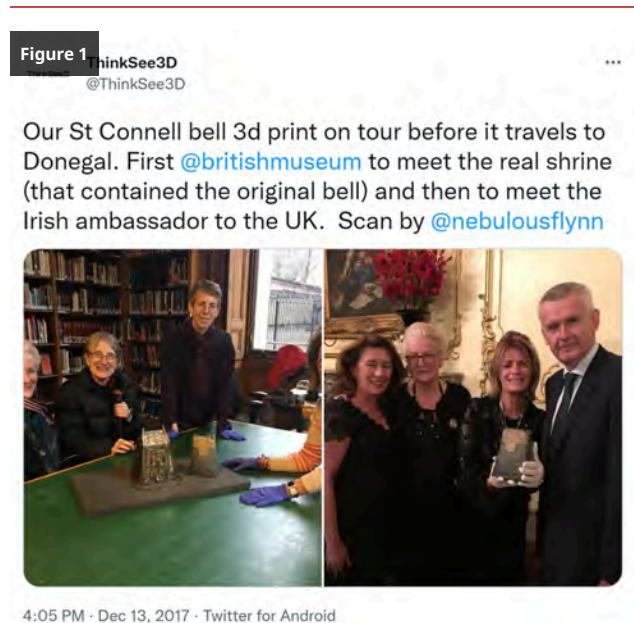 Figure 1
ThinkSee3D
@ThinkSee3D
Our St Connell bell 3d print on tour before it travels to
Donegal. First @britishmuseum to meet the real shrine
(that contained the original bell) and then to meet the
Irish ambassador to the UK. Scan by @nebulousflynn
4:05 PM · Dec 13, 2017 · Twitter for Android